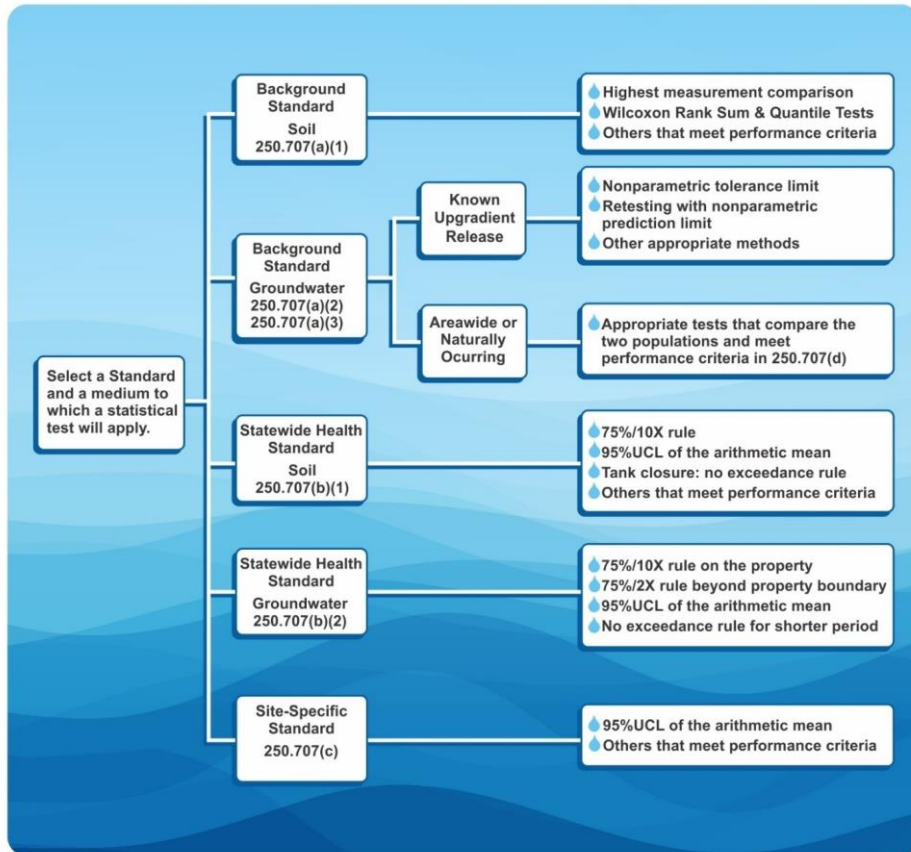 Select a Standard
and a medium to
which a statistical
test will apply.
Background
Standard
Soil
250.707(a)(1)
Highest measurement comparison
Wilcoxon Rank Sum & Quantile Tests
Others that meet performance criteria
Background
Standard
Groundwater
250.707(a)(2)
250.707(a)(3)
Known
Upgradient
Release
Nonparametric tolerance limit
Retesting with nonparametric
prediction limit
Other appropriate methods
Areawide or
Naturally
Ocurring
Appropriate tests that compare the
two populations and meet
performance criteria in 250.707(d)
Statewide Health
Standard
Soil
250.707(b)(1)
75%/10X rule
95%UCL of the arithmetic mean
Tank closure: no exceedance rule
Others that meet performance criteria
Statewide Health
Standard
Groundwater
250.707(b)(2)
75%/10X rule on the property
75%/2X rule beyond property boundary
95%UCL of the arithmetic mean
No exceedance rule for shorter period
Site-Specific
Standard
250.707(c)
95%UCL of the arithmetic mean
Others that meet performance criteria